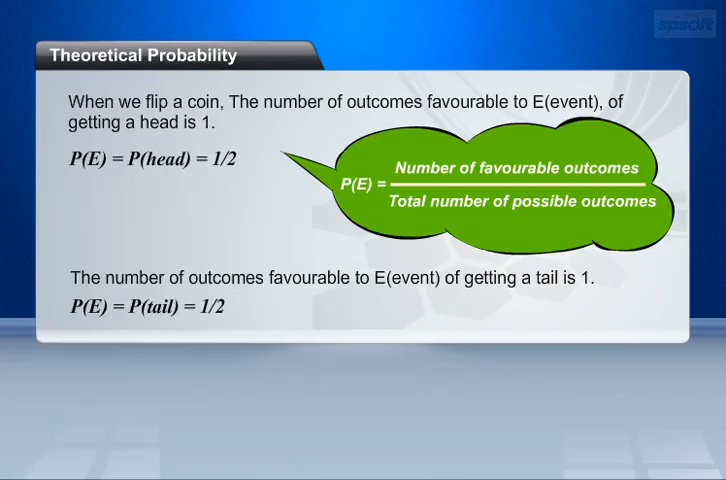 spsoft
Theoretical Probability
When we flip a coin, The number of outcomes favourable to E(event), of
getting a head is 1.
P(E) = P(head) = 1/2
P(E) = Number of favourable outcomes
Total number of possible outcomes
The number of outcomes favourable to E(event) of getting a tail is 1.
P(E) = P(tail) = 1/2